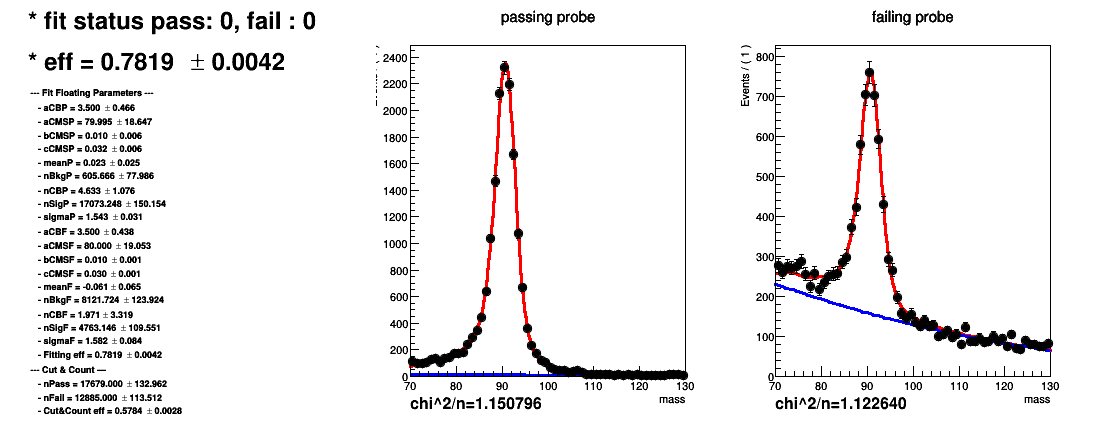 * fit status pass: 0, fail : 0
* eff = 0.7819 ± 0.0042
--- Fit Floating Parameters ---
- aCBP = 3.500 ± 0.466
- aCMSP = 79.995 ± 18.647
- bCMSP = 0.010 ± 0.006
- cCMSP = 0.032 ± 0.006
- meanP = 0.023 ± 0.025
- nBkgP = 605.666 ± 77.986
- nCBP = 4.633 ± 1.076
- nSigP = 17073.248 ± 150.154
- sigmaP = 1.543 ± 0.031
- aCBF = 3.500 ± 0.438
- aCMSF = 80.000 ± 19.053
- bCMSF = 0.010 ± 0.001
- cCMSF = 0.030 ± 0.001
- meanF = -0.061 ± 0.065
- nBkgF = 8121.724 ± 123.924
- nCBF = 1.971 ± 3.319
- nSigF = 4763.146 ± 109.551
- sigmaF = 1.582 ± 0.084
- Fitting eff = 0.7819 ± 0.0042
--- Cut & Count ---
- nPass = 17679.000 ± 132.962
- nFail = 12885.000 ± 113.512
- Cut&Count eff = 0.5784 ± 0.0028
passing probe
2400
2200
2000
1800
1600
1400
1200
1000
800
600
400
200
0
70 80 90 100 110 120 130
mass
chi^2/n=1.150796
failing probe
Events / ( 1 )
800
700
600
500
400
300
200
100
0
70 80 90 100 110 120 130
mass
chi^2/n=1.122640